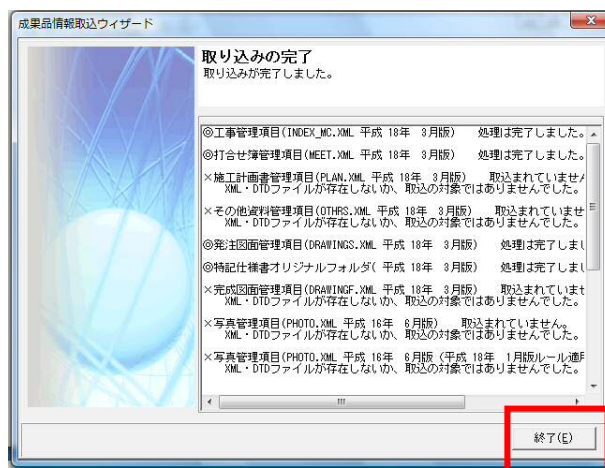 成果品情報取込ウィザード
取り込みの完了
取り込みが完了しました。
◎工事管理項目(INDEX_MC.XML 平成 18年 3月版) 処理は完了しました。
◎打合せ簿管理項目(MEET.XML 平成 18年 3月版) 処理は完了しました。
×施工計画書管理項目(PLAN.XML 平成 18年 3月版) 取込まれていませ
XML・DTDファイルが存在しないか、取込の対象ではありませんでした。
×その他資料管理項目(OTHRS.XML 平成 18年 3月版) 取込まれていませ
XML・DTDファイルが存在しないか、取込の対象ではありませんでした。
◎発注図面管理項目(DRAWINGS.XML 平成 18年 3月版) 処理は完了しまし
◎特記仕様書オリジナルフォルダ( 平成 18年 3月版) 処理は完了しまし
×完成図面管理項目(DRAWINGF.XML 平成 18年 3月版) 取込まれていませ
XML・DTDファイルが存在しないか、取込の対象ではありませんでした。
×写真管理項目(PHOTO.XML 平成 16年 6月版) 取込まれていません。
XML・DTDファイルが存在しないか、取込の対象ではありませんでした。
×写真管理項目(PHOTO.XML 平成 16年 6月版 (平成 18年 1月版ルール適用
XML・DTDファイルが存在しないか、取込の対象ではありませんでした。
終了(E)